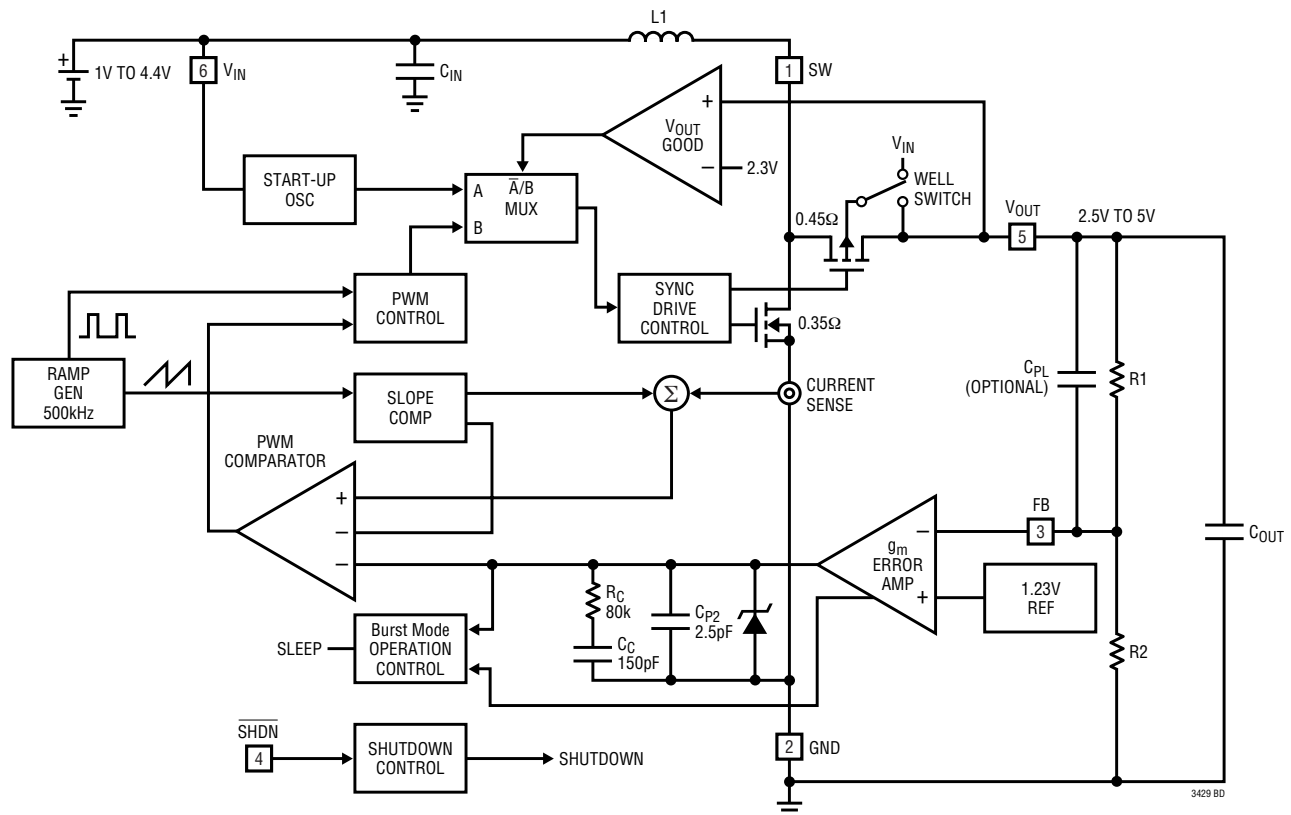 L1
+
1V TO 4.4V
6
VIN
CIN
1
SW
+
VOUT
GOOD
−
2.3V
VIN
WELL
SWITCH
START-UP
OSC
A
B
A̅/B
MUX
0.45Ω
VOUT
5
2.5V TO 5V
PWM
CONTROL
SYNC
DRIVE
CONTROL
0.35Ω
RAMP
GEN
500kHz
SLOPE
COMP
Σ
CURRENT
SENSE
CPL
(OPTIONAL)
R1
PWM
COMPARATOR
+
−
−
FB
3
−
gm
ERROR
AMP
+
1.23V
REF
COUT
RC
80k
CC
150pF
CP2
2.5pF
R2
SLEEP
Burst Mode
OPERATION
CONTROL
S̅H̅D̅N̅
4
SHUTDOWN
CONTROL
SHUTDOWN
2
GND
3429 BD